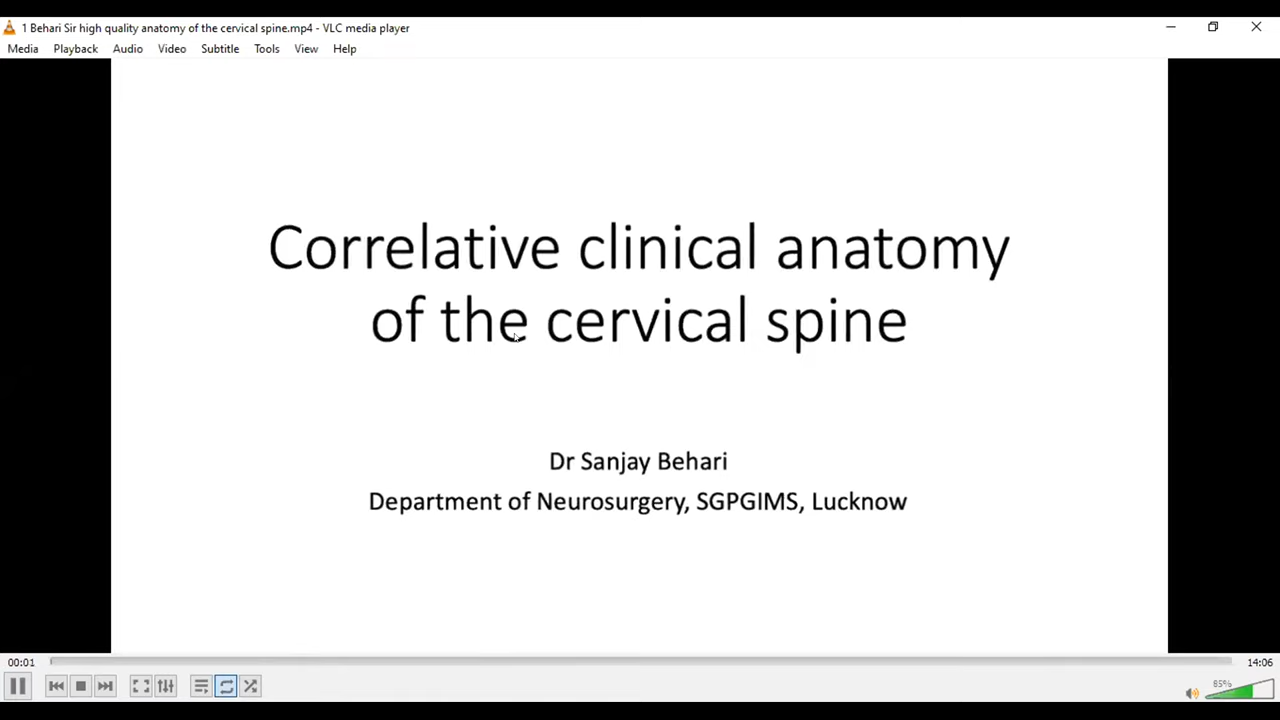 1 Behari Sir high quality anatomy of the cervical spine.mp4 - VLC media player
Media Playback Audio Video Subtitle Tools View Help
Correlative clinical anatomy
of the cervical spine
Dr Sanjay Behari
Department of Neurosurgery, SGPGIMS, Lucknow
00:01
14:06
85%